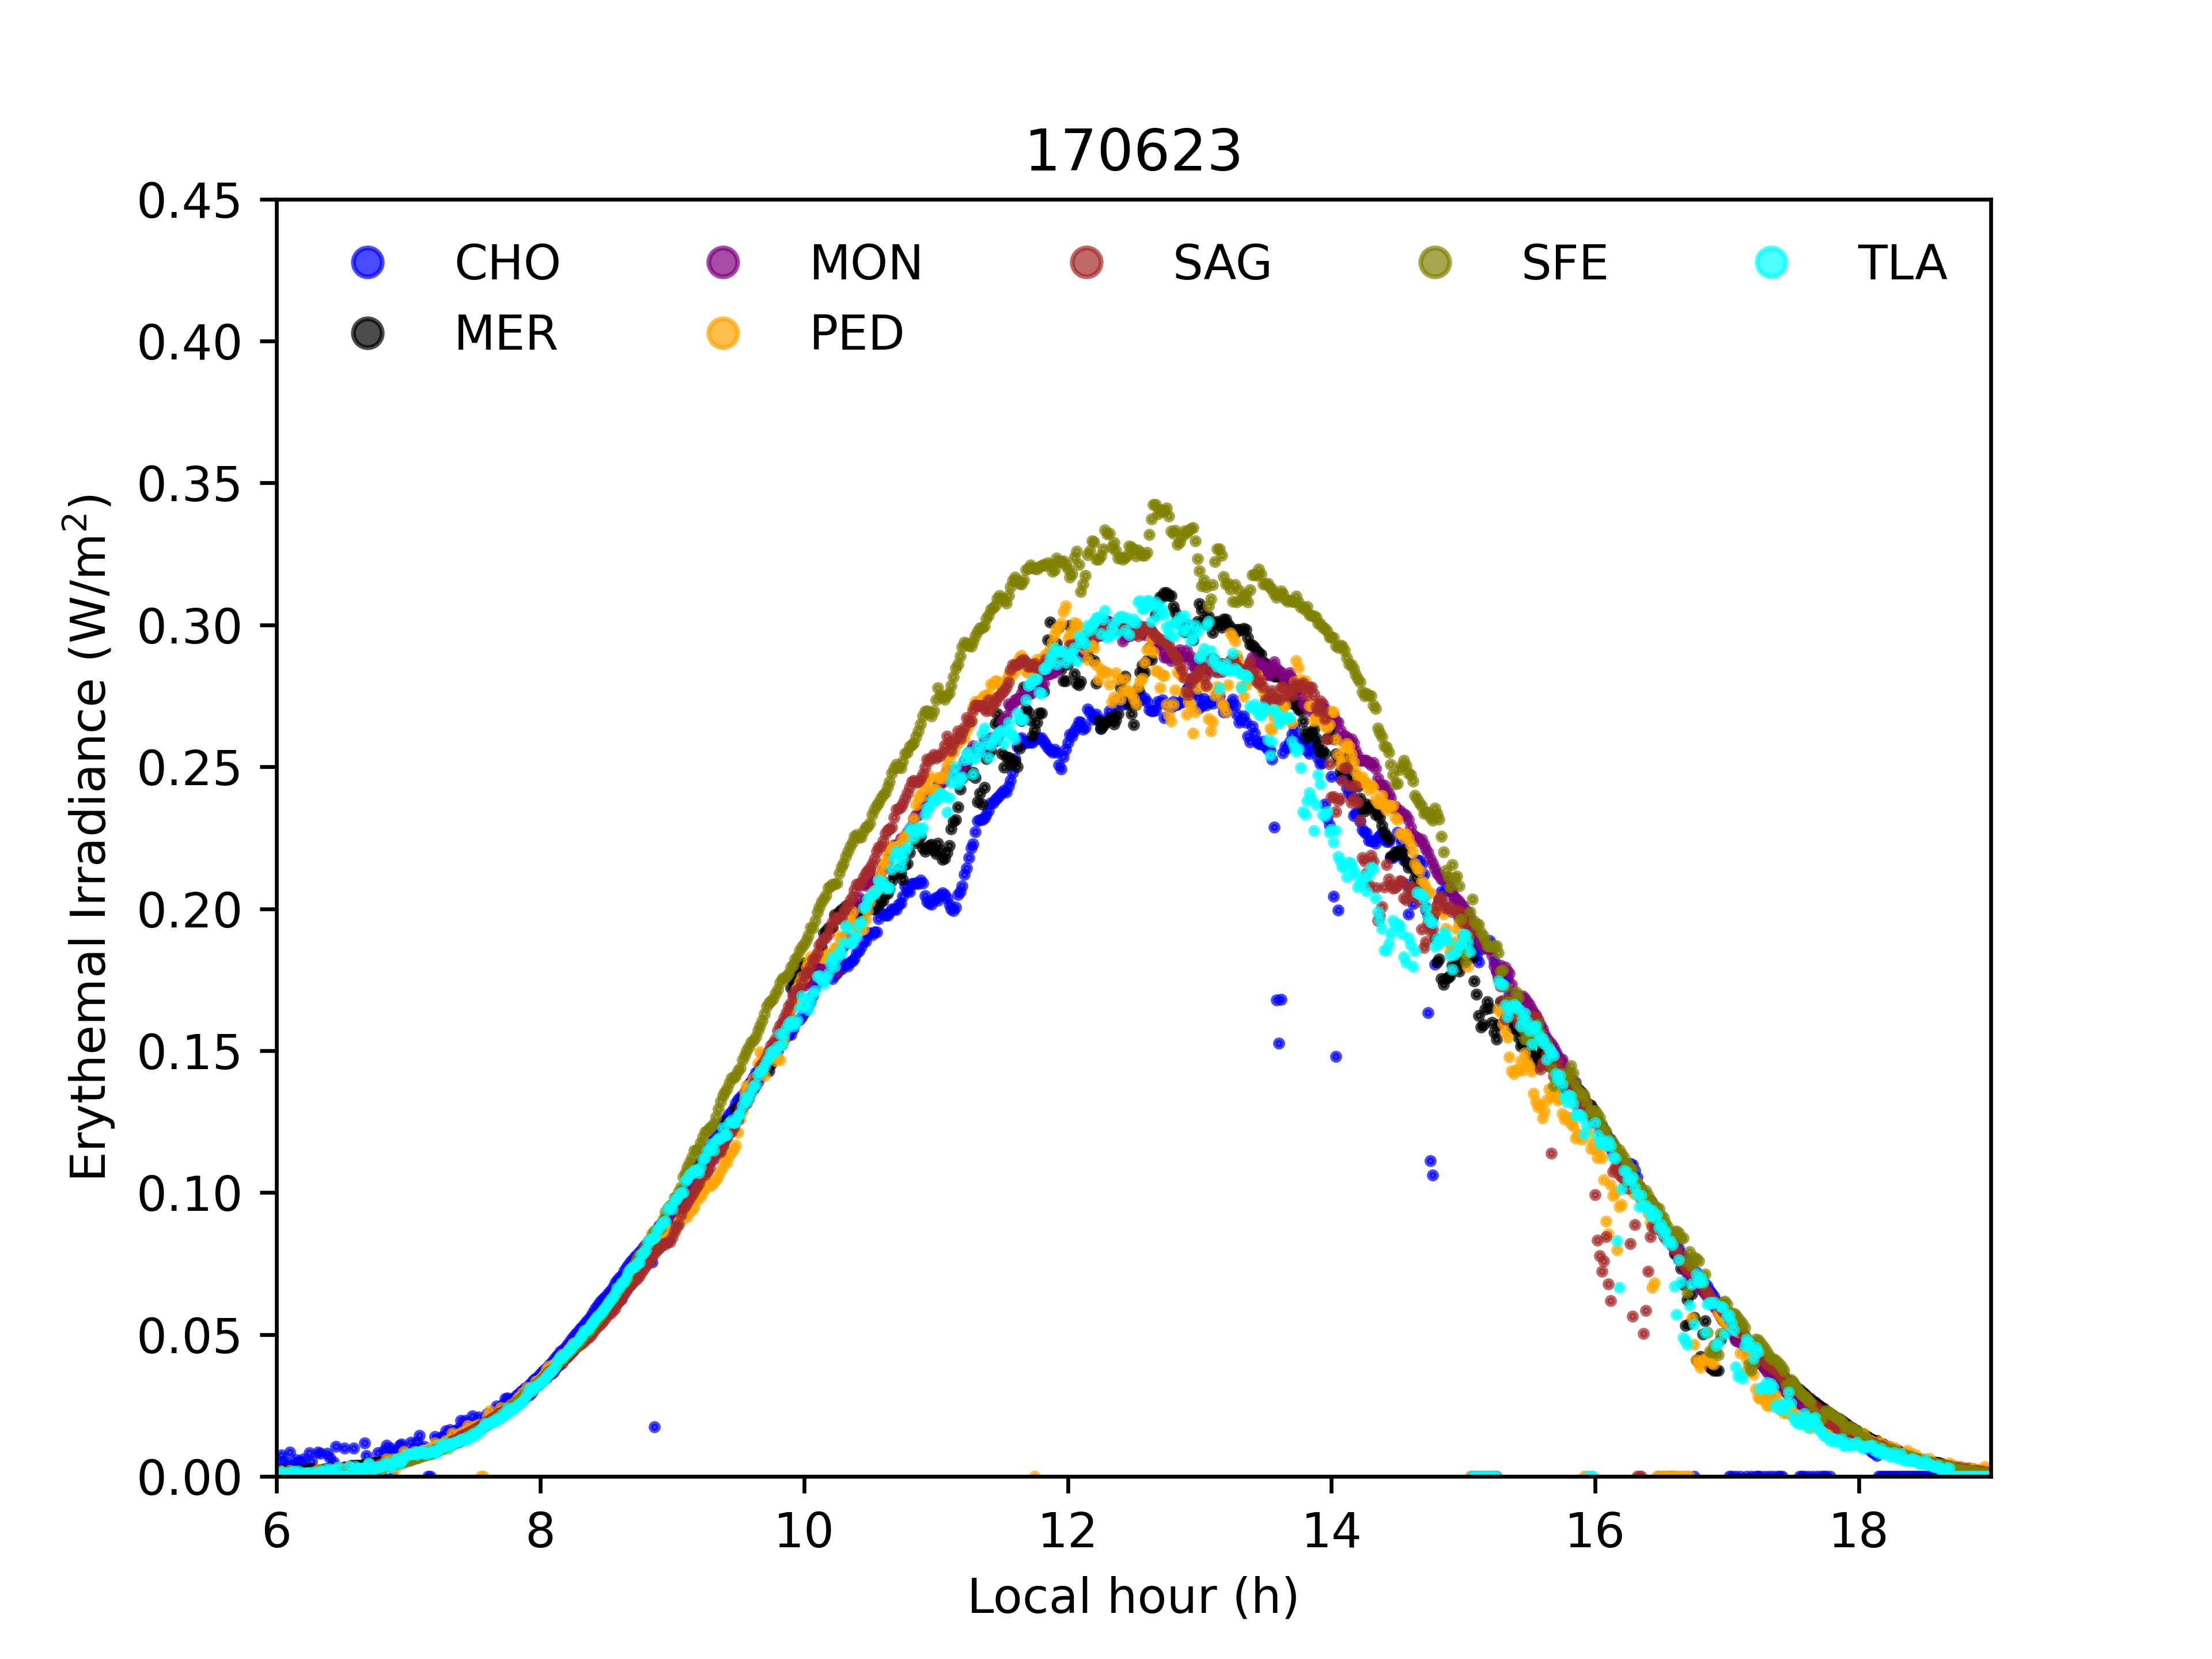 170623
Erythemal Irradiance (W/m²)
0.45
0.40
0.35
0.30
0.25
0.20
0.15
0.10
0.05
0.00
CHO MON SAG SFE TLA
MER PED
6 8 10 12 14 16 18
Local hour (h)